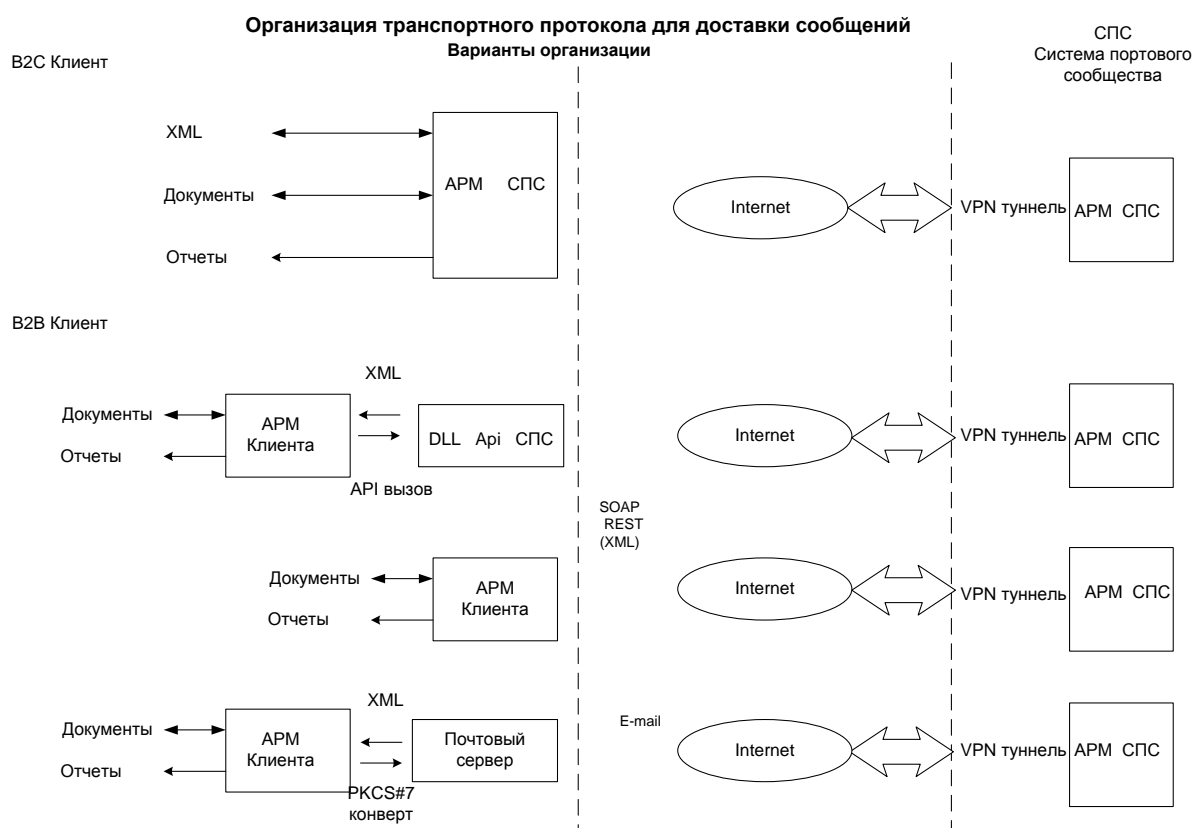 Организация транспортного протокола для доставки сообщений
Варианты организации
СПС
Система портового
сообщества
B2C Клиент
XML
Документы
Отчеты
АРМ СПС
Internet
VPN туннель
АРМ СПС
B2B Клиент
XML
Документы
Отчеты
АРМ
Клиента
DLL Api СПС
API вызов
Internet
VPN туннель
АРМ СПС
SOAP
REST
(XML)
Документы
Отчеты
АРМ
Клиента
Internet
VPN туннель
АРМ СПС
XML
Документы
Отчеты
АРМ
Клиента
Почтовый
сервер
PKCS#7
конверт
E-mail
Internet
VPN туннель
АРМ СПС